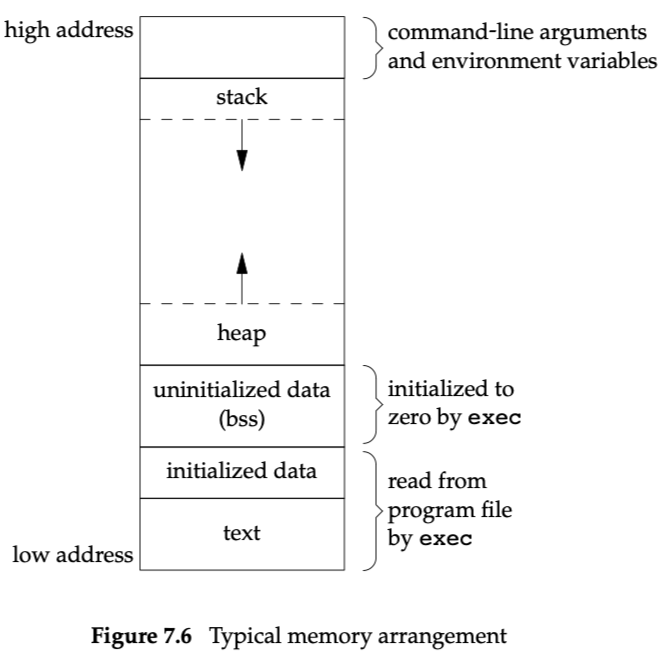 high address
command-line arguments
and environment variables
stack
heap
uninitialized data
(bss)
initialized to
zero by exec
initialized data
read from
program file
by exec
text
low address
Figure 7.6 Typical memory arrangement